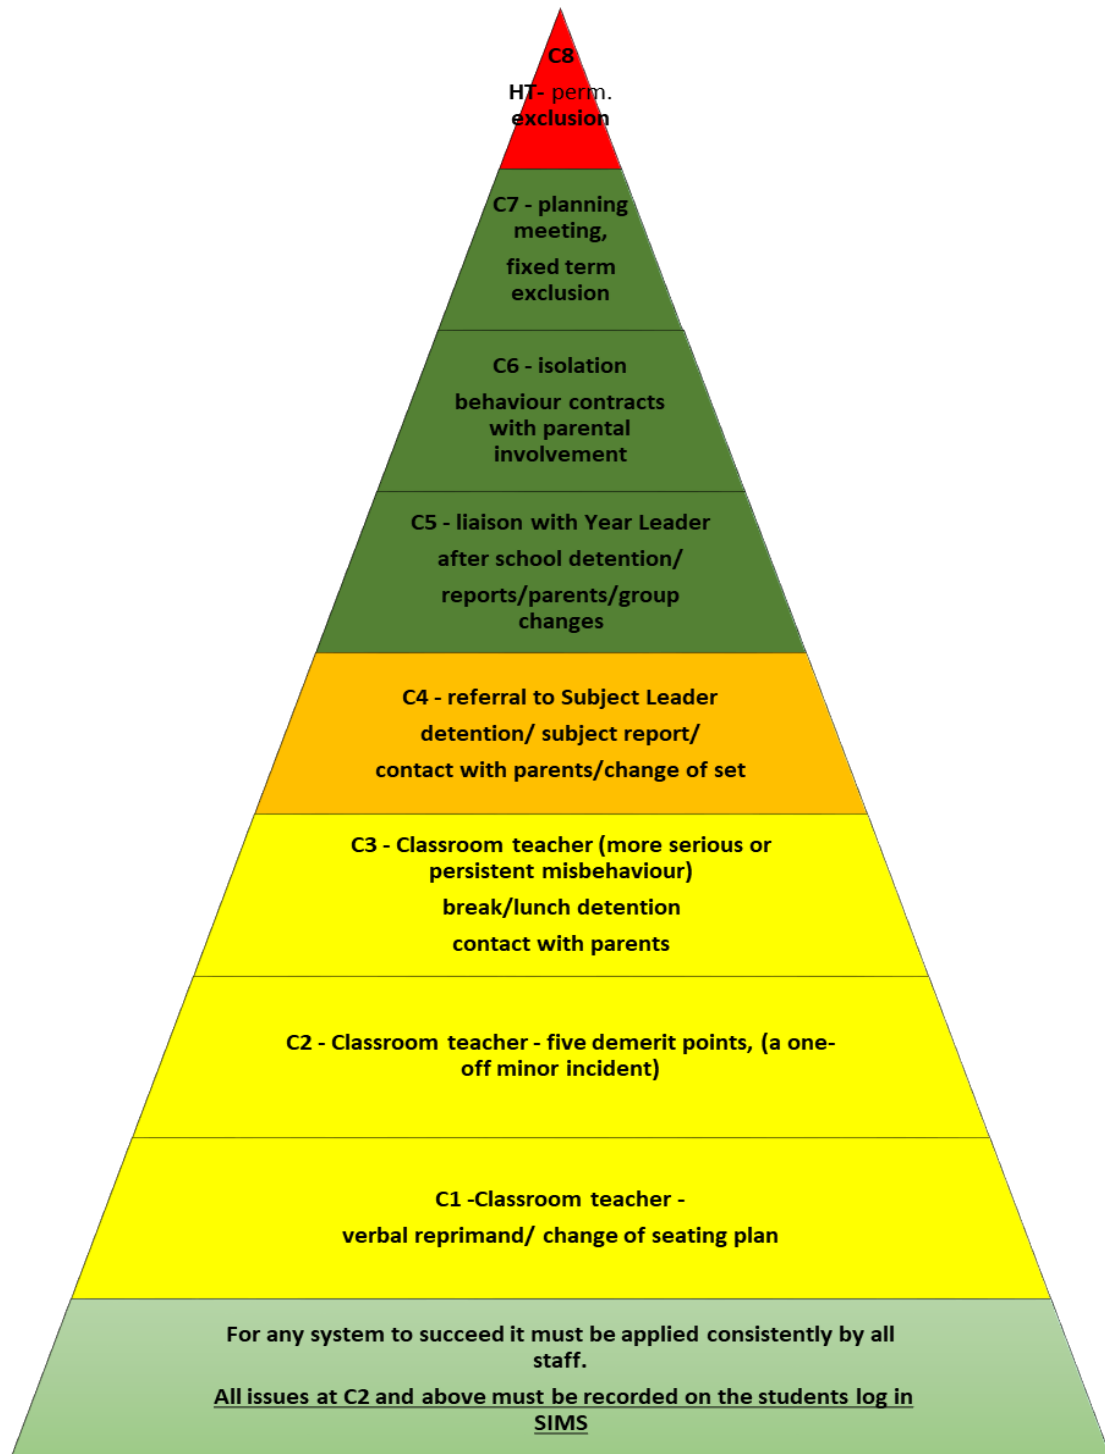 C8
HT- perm.
exclusion
C7 - planning
meeting,
fixed term
exclusion
C6 - isolation
behaviour contracts
with parental
involvement
C5 - liaison with Year Leader
after school detention/
reports/parents/group
changes
C4 - referral to Subject Leader
detention/ subject report/
contact with parents/change of set
C3 - Classroom teacher (more serious or
persistent misbehaviour)
break/lunch detention
contact with parents
C2 - Classroom teacher - five demerit points, (a one-
off minor incident)
C1 -Classroom teacher -
verbal reprimand/ change of seating plan
For any system to succeed it must be applied consistently by all
staff.
All issues at C2 and above must be recorded on the students log in
SIMS